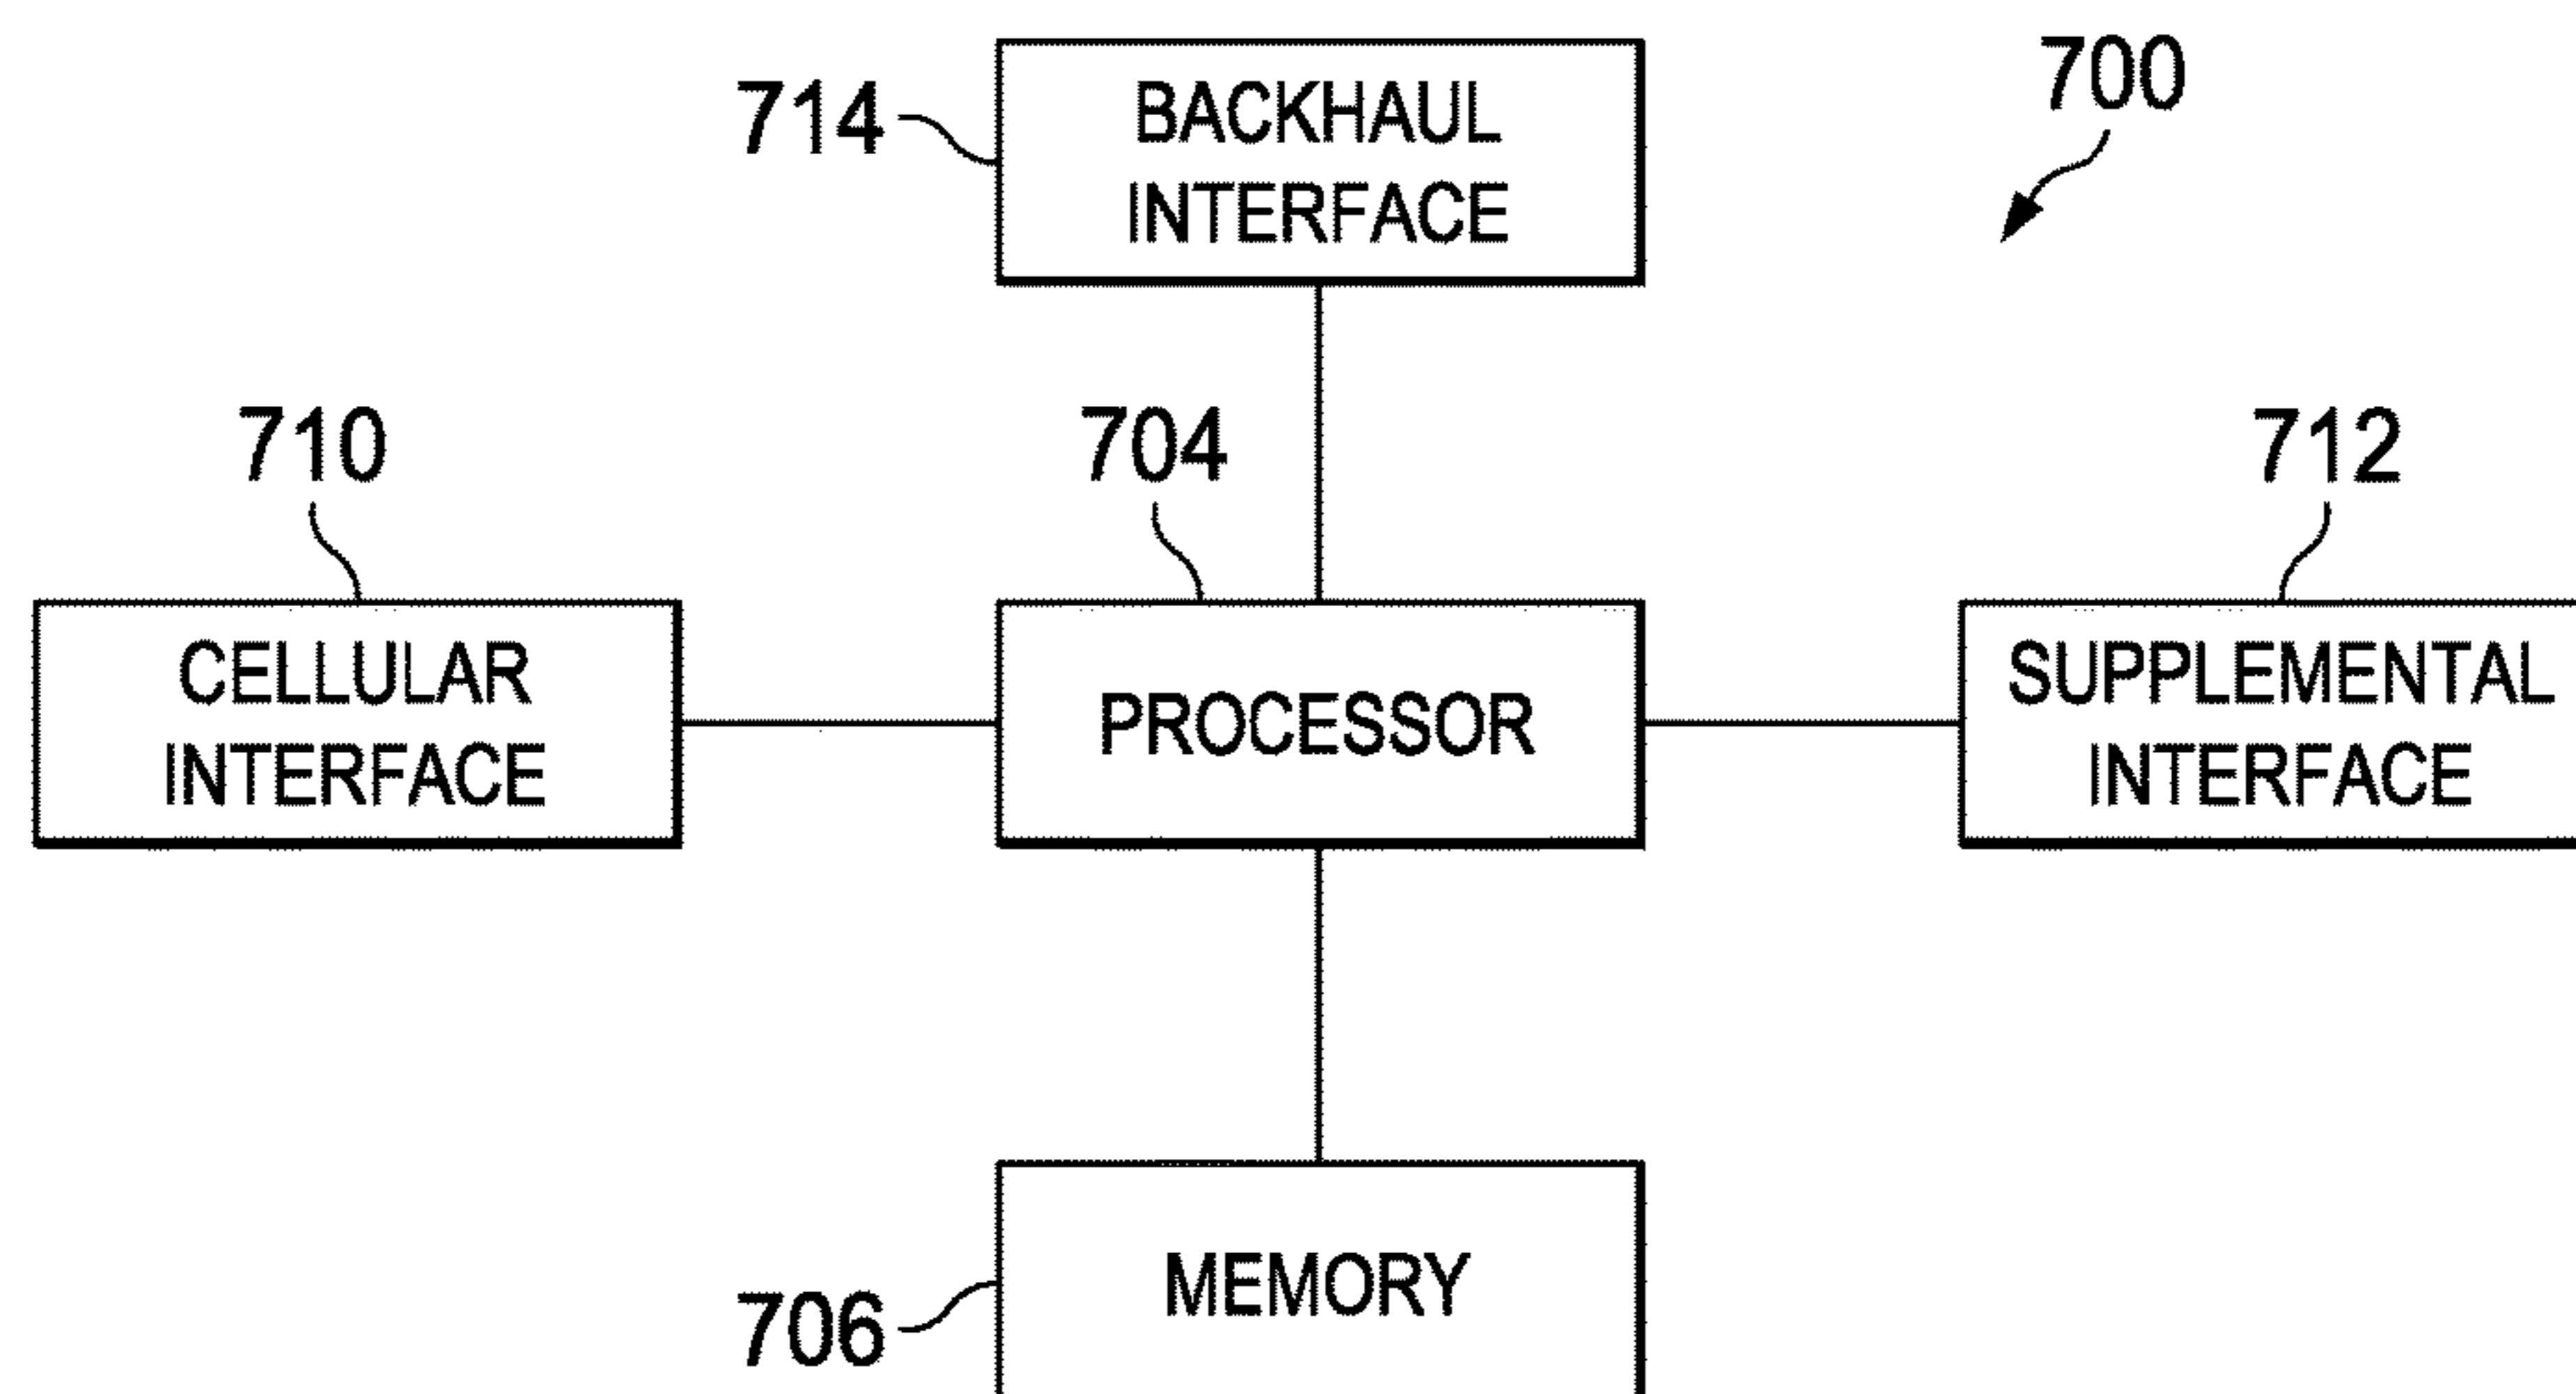 700
714
BACKHAUL
INTERFACE
710
704
712
CELLULAR
INTERFACE
PROCESSOR
SUPPLEMENTAL
INTERFACE
706
MEMORY